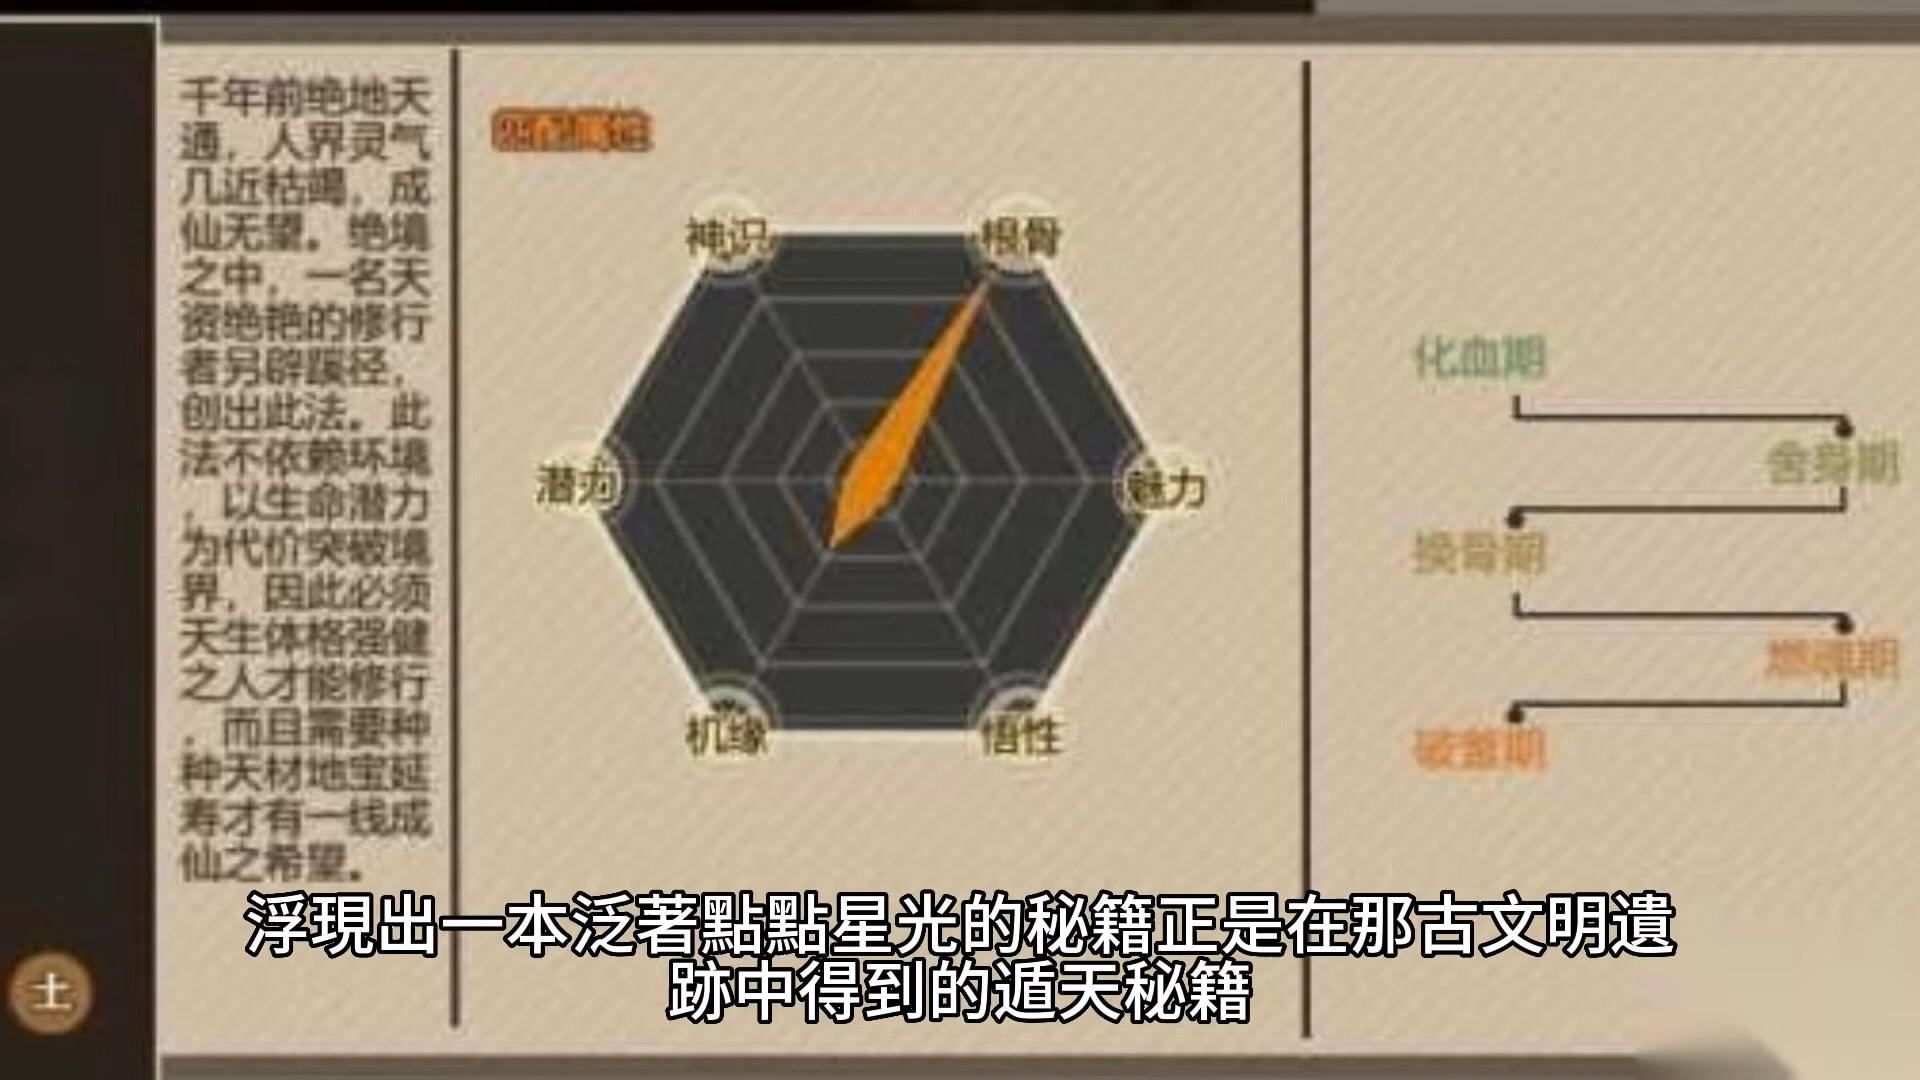 千年前绝地天
通，人界灵气
几近枯竭，成
仙无望。绝境
之中，一名天
资绝艳的修行
者另辟蹊径，
创出此法。此
法不依赖环境
，以生命潜力
为代价突破境
界，因此必须
天生体格强健
之人才能修行
，而且需要种
种天材地宝延
寿才有一线成
仙之希望。
匹配属性
神识
根骨
潜力
魅力
机缘
悟性
化血期
舍身期
换骨期
土
浮現出一本泛著點點星光的秘籍正是在那古文明遺
跡中得到的遁天秘籍